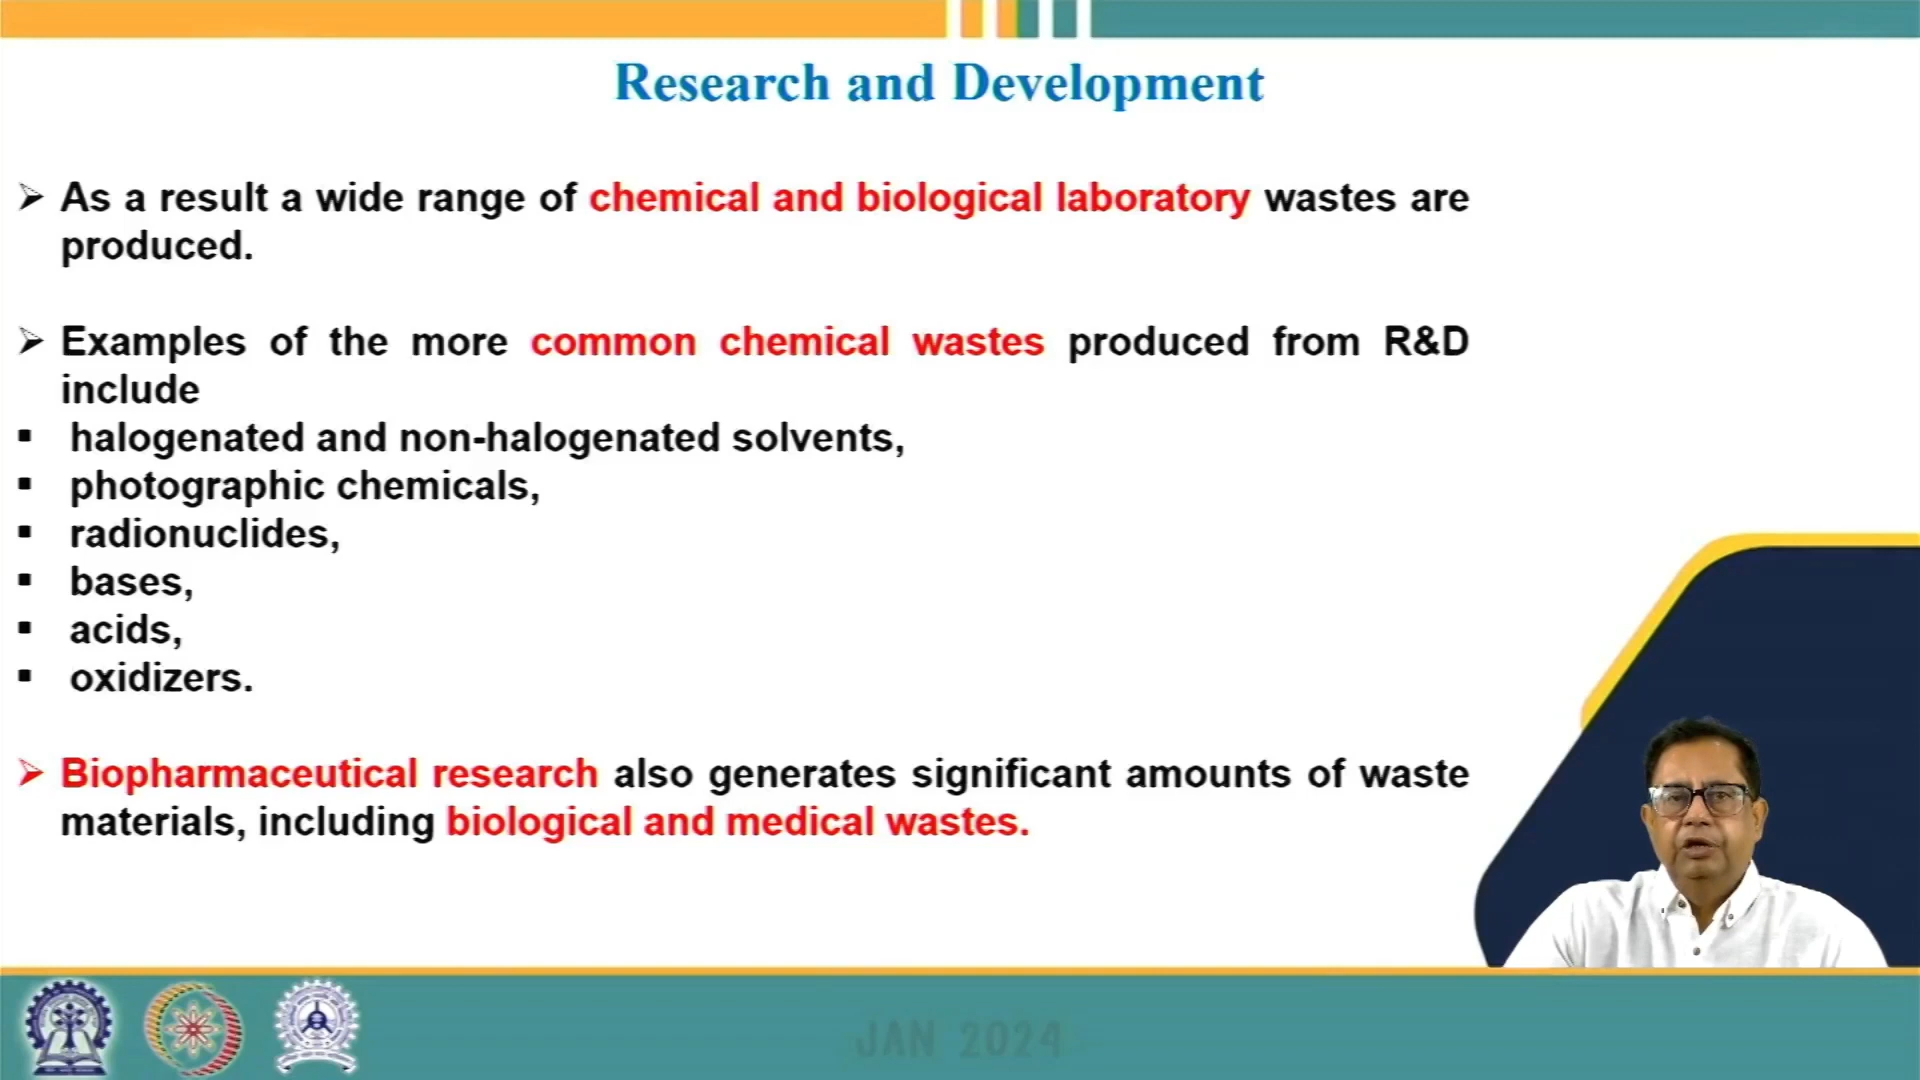 Research and Development
➢ As a result a wide range of chemical and biological laboratory wastes are
produced.
➢ Examples of the more common chemical wastes produced from R&D
include
▪ halogenated and non-halogenated solvents,
▪ photographic chemicals,
▪ radionuclides,
▪ bases,
▪ acids,
▪ oxidizers.
➢ Biopharmaceutical research also generates significant amounts of waste
materials, including biological and medical wastes.
JAN 2024